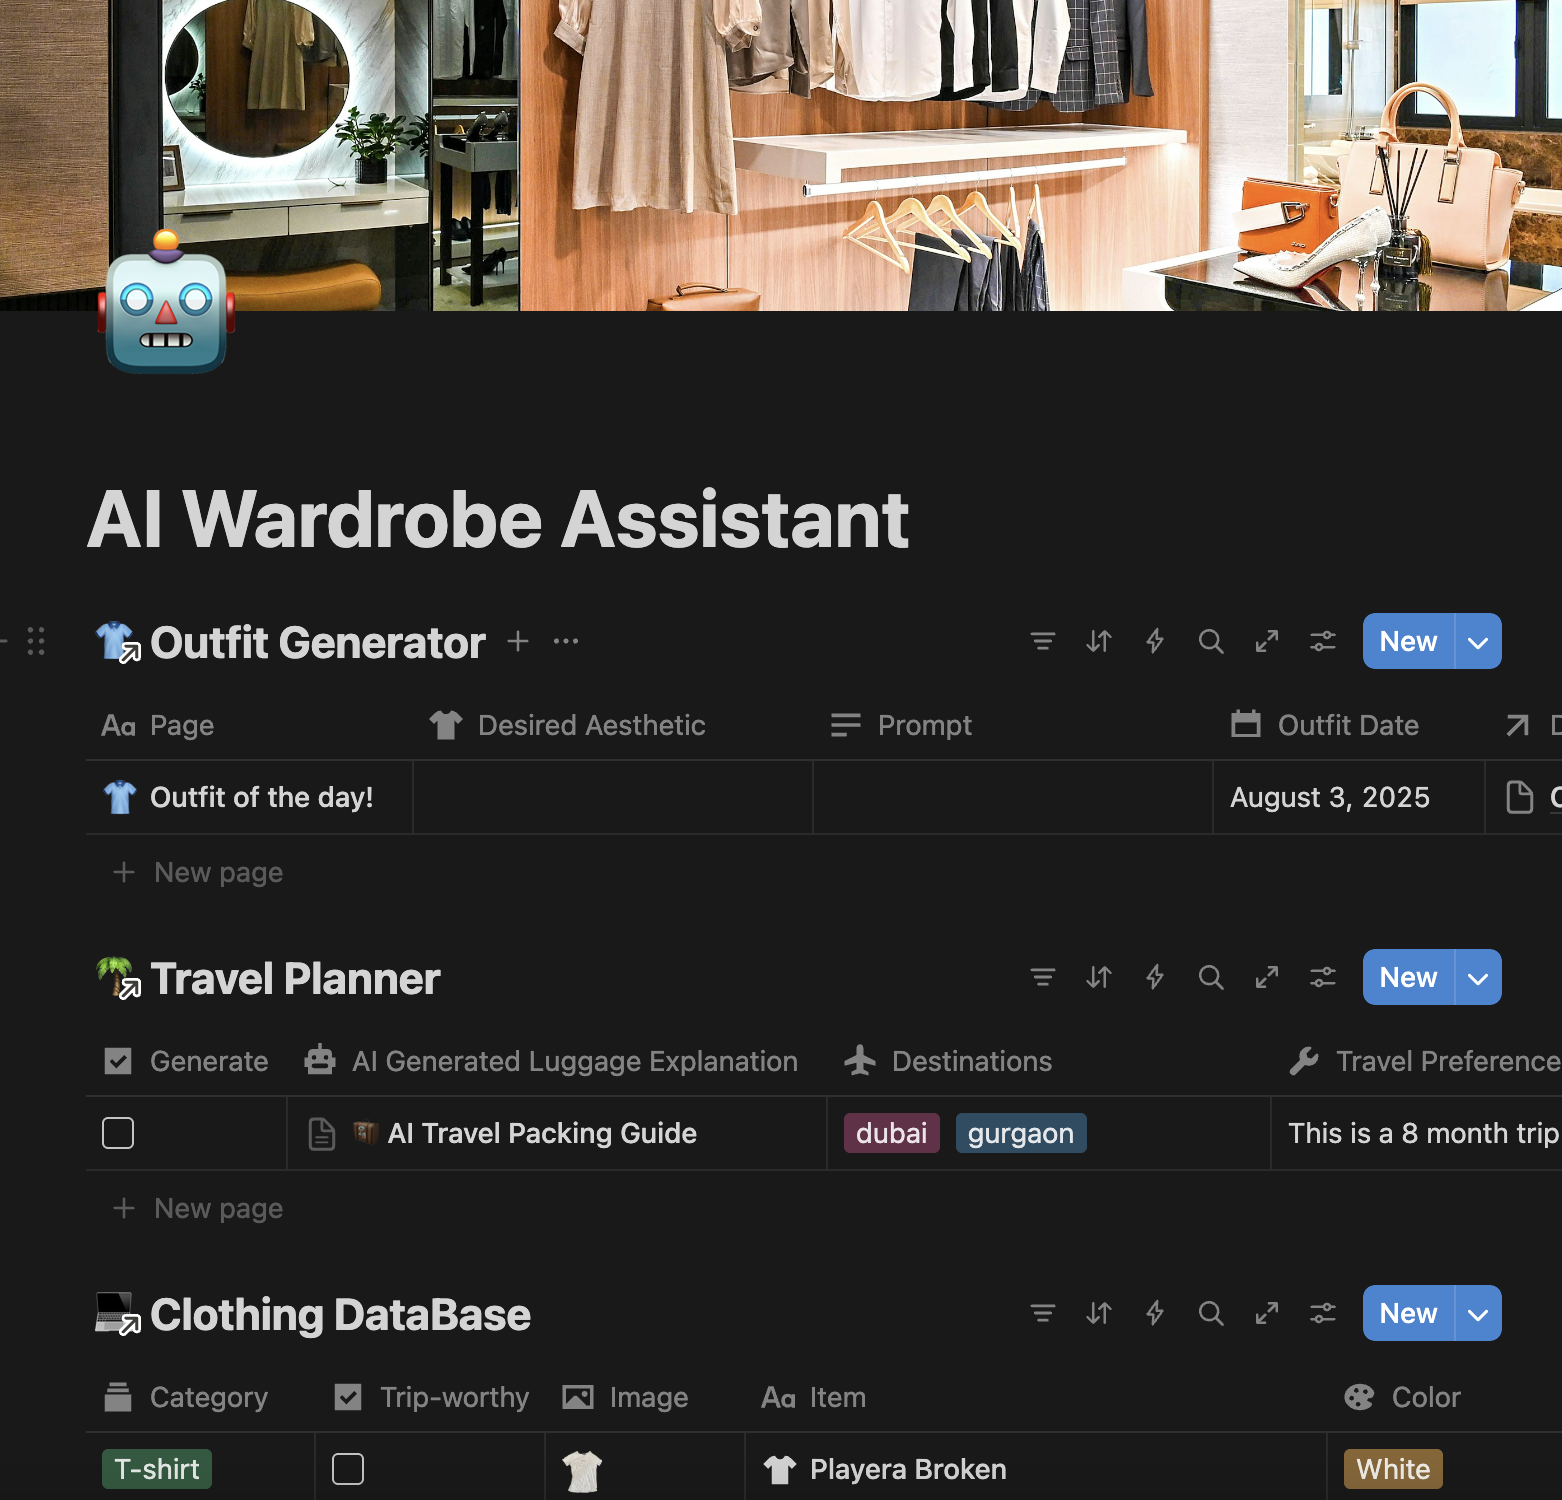 AI Wardrobe Assistant
Outfit Generator
New
Aa Page
Desired Aesthetic
Prompt
Outfit Date
Outfit of the day!
August 3, 2025
New page
Travel Planner
New
Generate
AI Generated Luggage Explanation
Destinations
Travel Preference
AI Travel Packing Guide
dubai
gurgaon
This is a 8 month trip
New page
Clothing DataBase
New
Category
Trip-worthy
Image
Aa Item
Color
T-shirt
Playera Broken
White